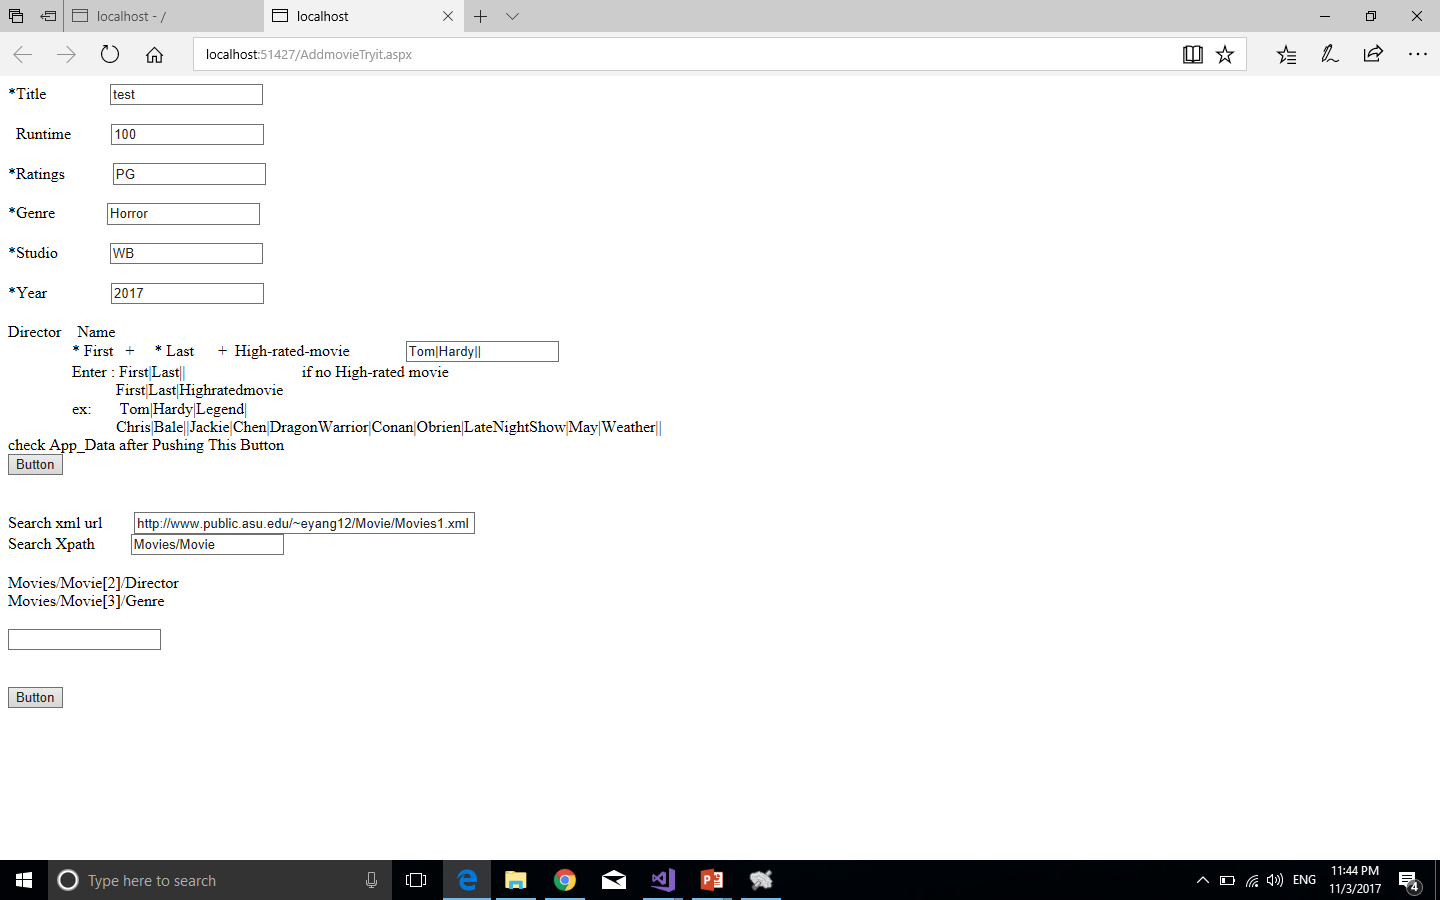 localhost - /
localhost
localhost:51427/AddmovieTryit.aspx
*Title test
Runtime 100
*Ratings PG
*Genre Horror
*Studio WB
*Year 2017
Director Name
* First + * Last + High-rated-movie Tom|Hardy||
Enter : First|Last|| if no High-rated movie
First|Last|Highratedmovie
ex: Tom|Hardy|Legend|
Chris|Bale||Jackie|Chen|DragonWarrior|Conan|Obrien|LateNightShow|May|Weather||
check App_Data after Pushing This Button
Button
Search xml url http://www.public.asu.edu/~eyang12/Movie/Movies1.xml
Search Xpath Movies/Movie
Movies/Movie[2]/Director
Movies/Movie[3]/Genre
Button
Type here to search
ENG
11:44 PM
11/3/2017
4